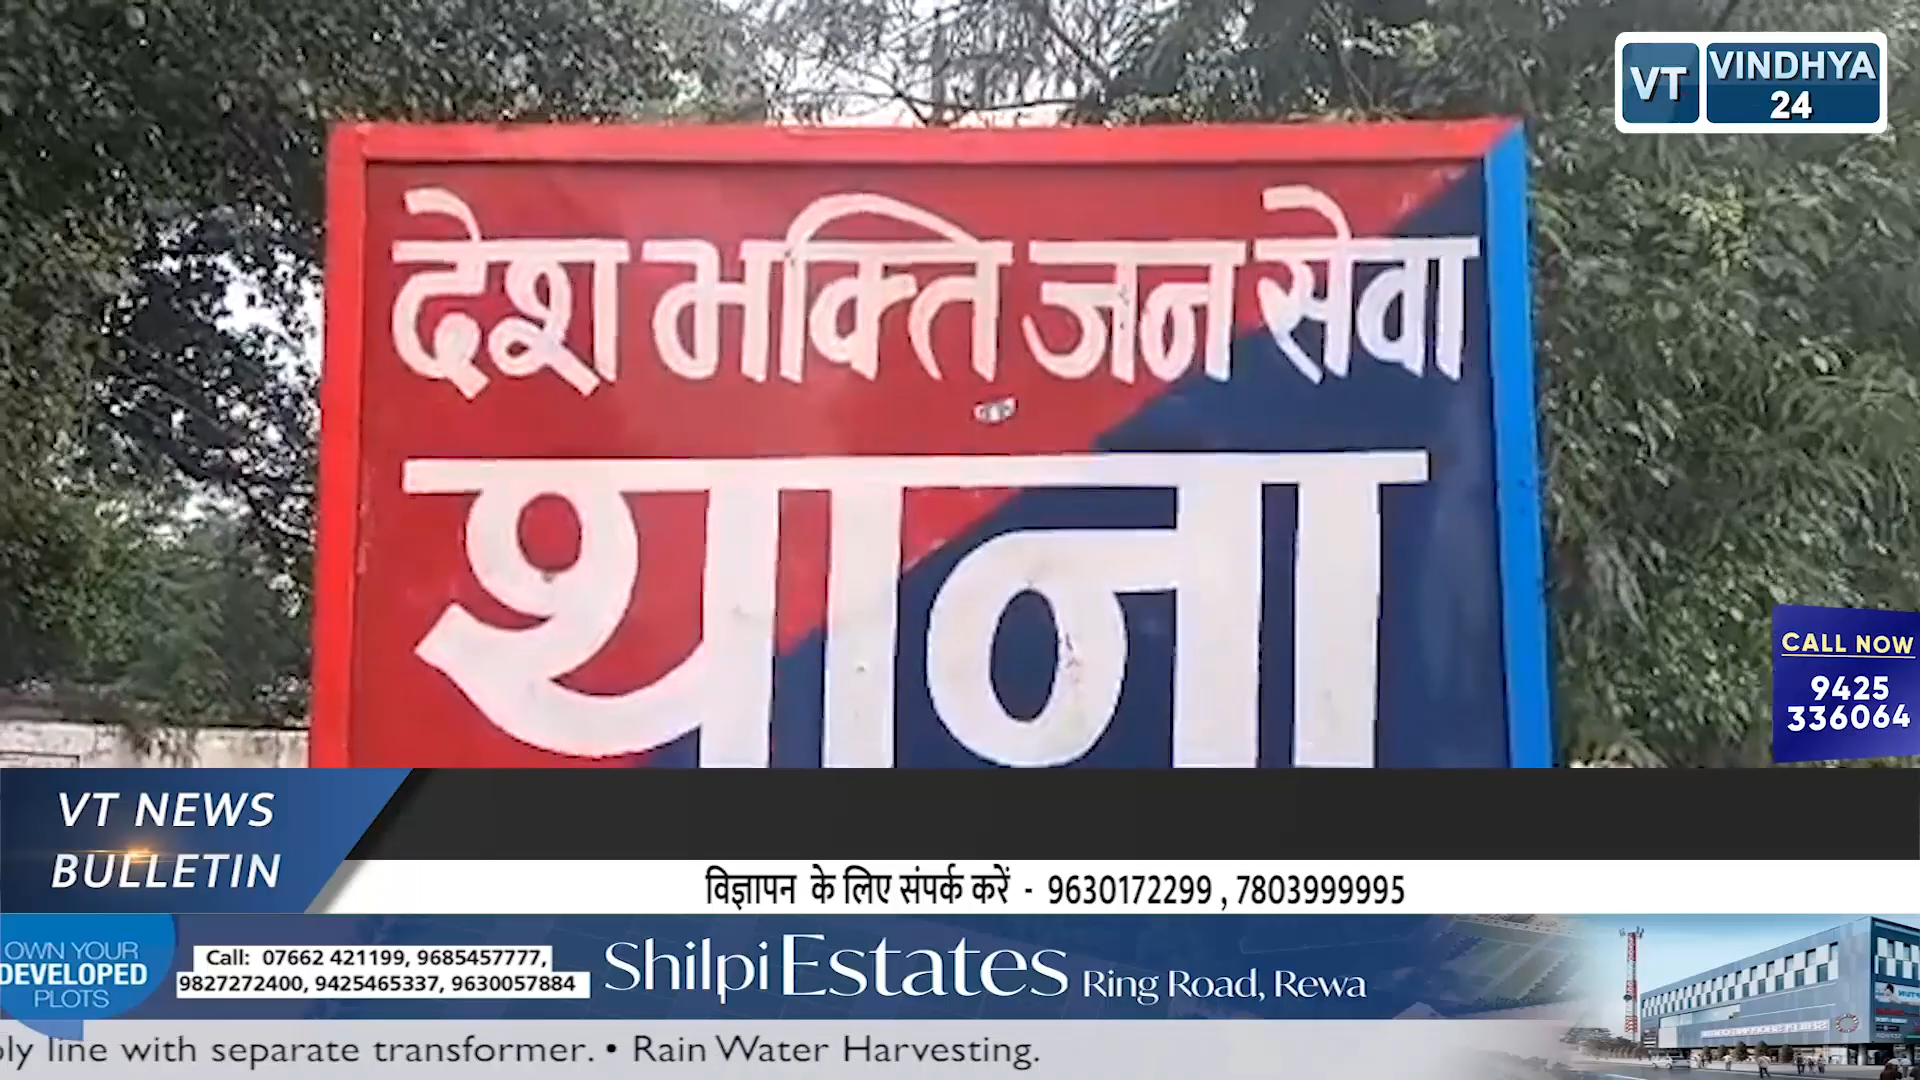 VT VINDHYA
24
देश भक्ति जन सेवा
थाना
CALL NOW
9425
336064
VT NEWS
BULLETIN
विज्ञापन के लिए संपर्क करें - 9630172299 , 7803999995
OWN YOUR
DEVELOPED
PLOTS
Call: 07662 421199, 9685457777,
9827272400, 9425465337, 9630057884
Shilpi Estates Ring Road, Rewa
line with separate transformer. • Rain Water Harvesting.